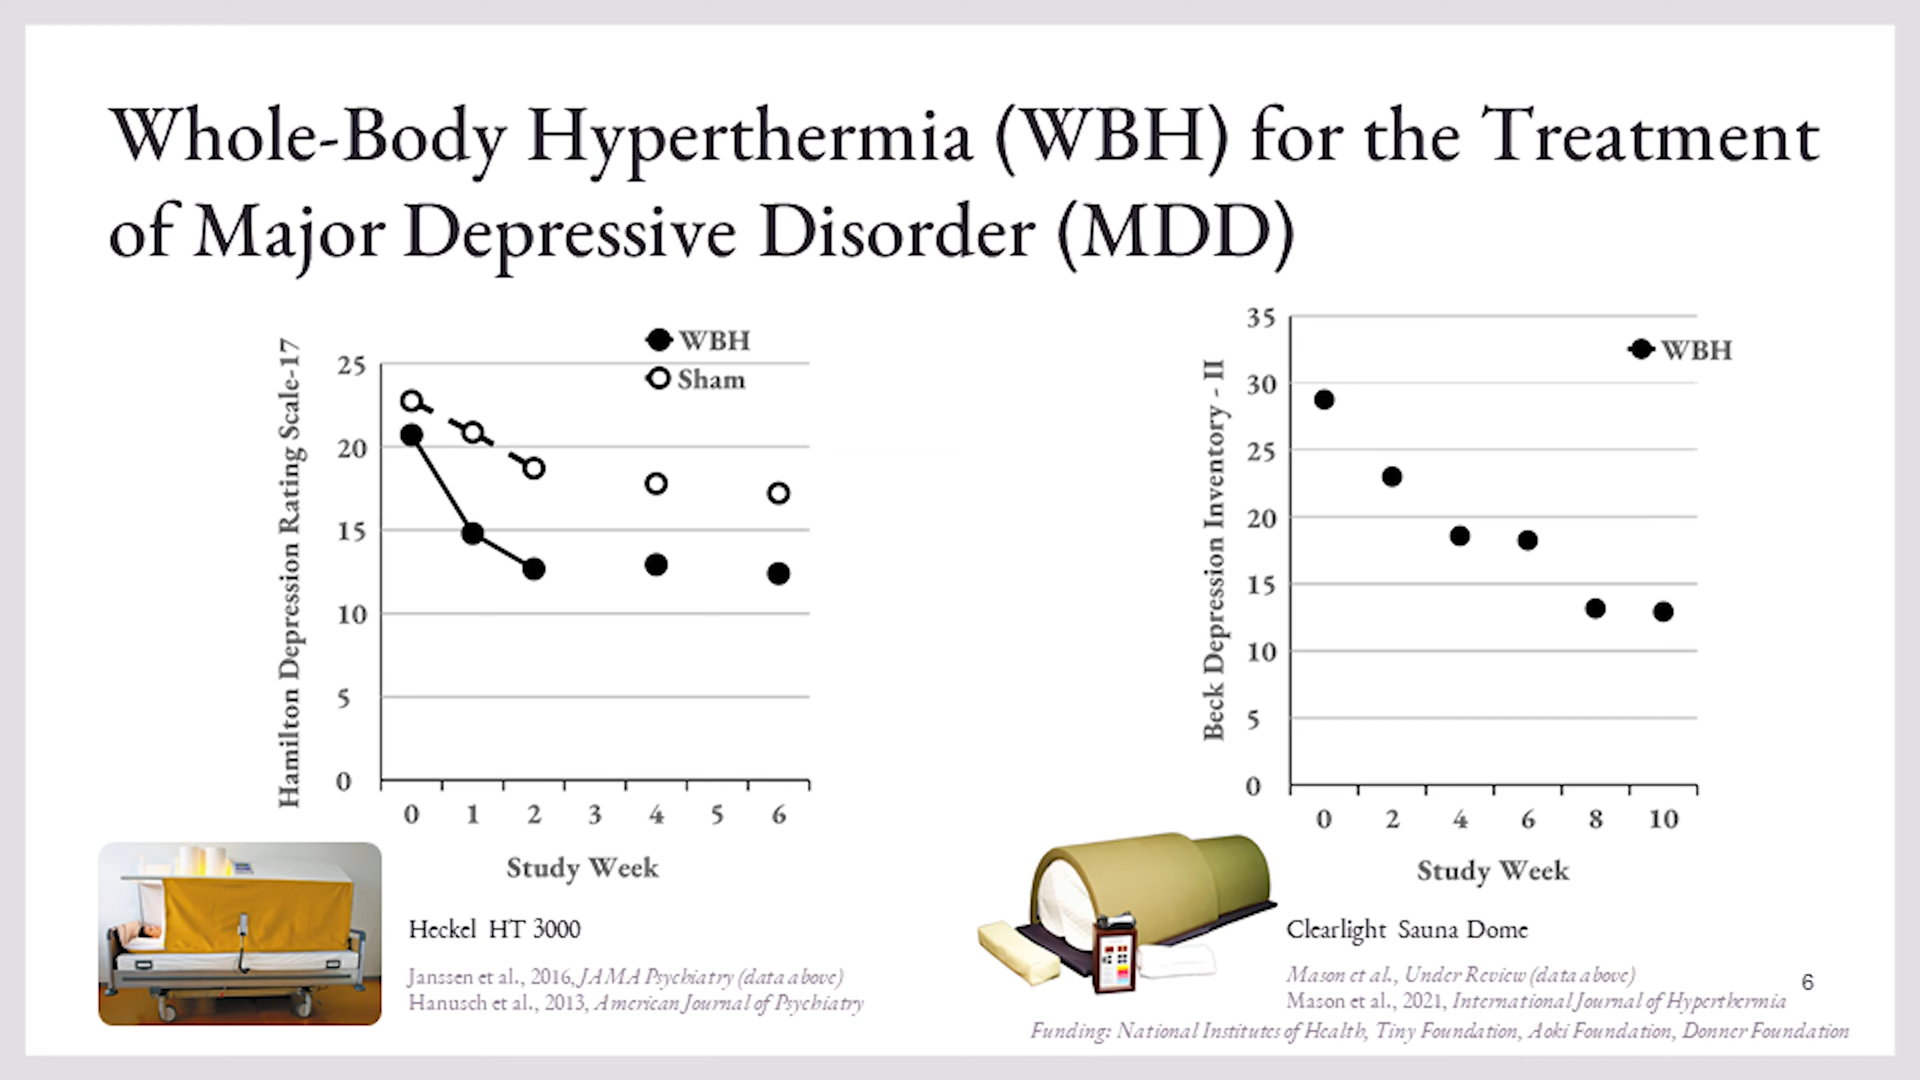 Whole-Body Hyperthermia (WBH) for the Treatment
of Major Depressive Disorder (MDD)
Hamilton Depression Rating Scale-17
WBH
Sham
25
20
15
10
5
0
0 1 2 3 4 5 6
Study Week
Heckel HT 3000
Janssen et al., 2016, JAMA Psychiatry (data above)
Hanusch et al., 2013, American Journal of Psychiatry
Beck Depression Inventory - II
WBH
35
30
25
20
15
10
5
0
0 2 4 6 8 10
Study Week
Clearlight Sauna Dome
Mason et al., Under Review (data above)
Mason et al., 2021, International Journal of Hyperthermia
6
Funding: National Institutes of Health, Tiny Foundation, Aoki Foundation, Donner Foundation